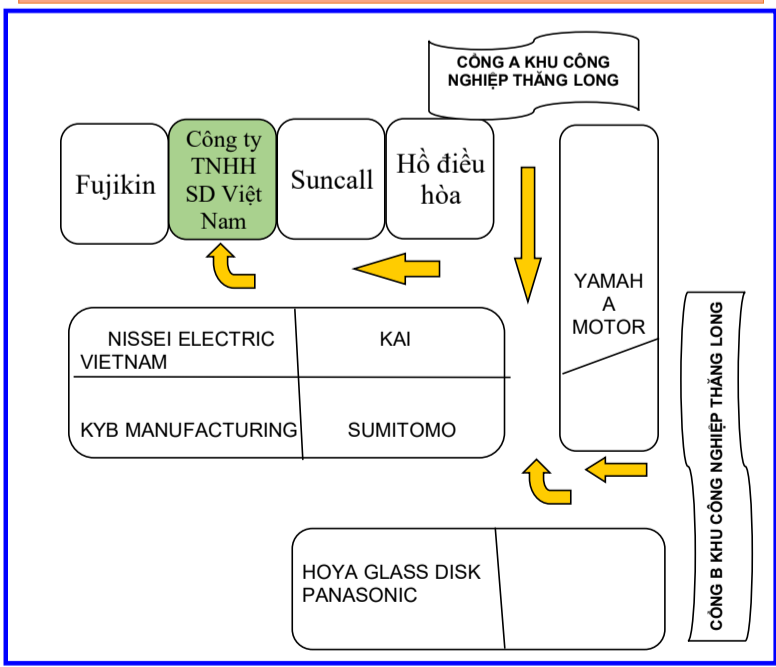 CỔNG A KHU CÔNG
NGHIỆP THĂNG LONG
Fujikin
Công ty
TNHH
SD Việt
Nam
Suncall
Hồ điều
hòa
YAMAH
A
MOTOR
NISSEI ELECTRIC
VIETNAM
KAI
KYB MANUFACTURING
SUMITOMO
CỔNG B KHU CÔNG NGHIỆP THĂNG LONG
HOYA GLASS DISK
PANASONIC